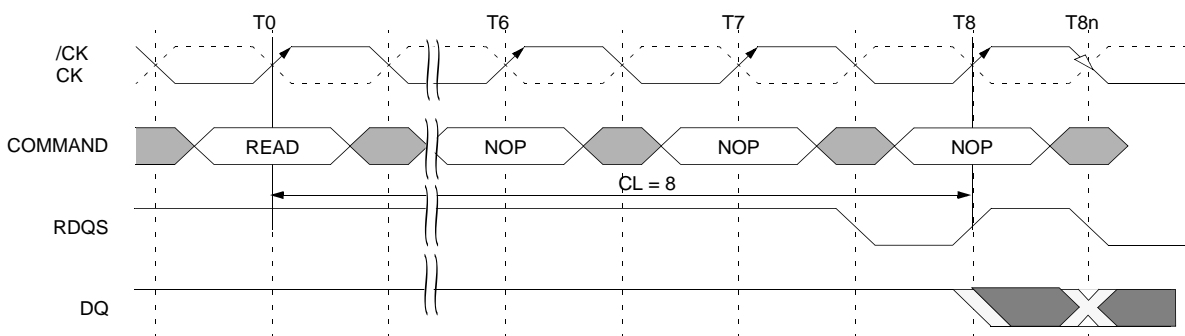 T0 T6 T7 T8 T8n
/CK
CK
COMMAND READ NOP NOP NOP
CL = 8
RDQS
DQ